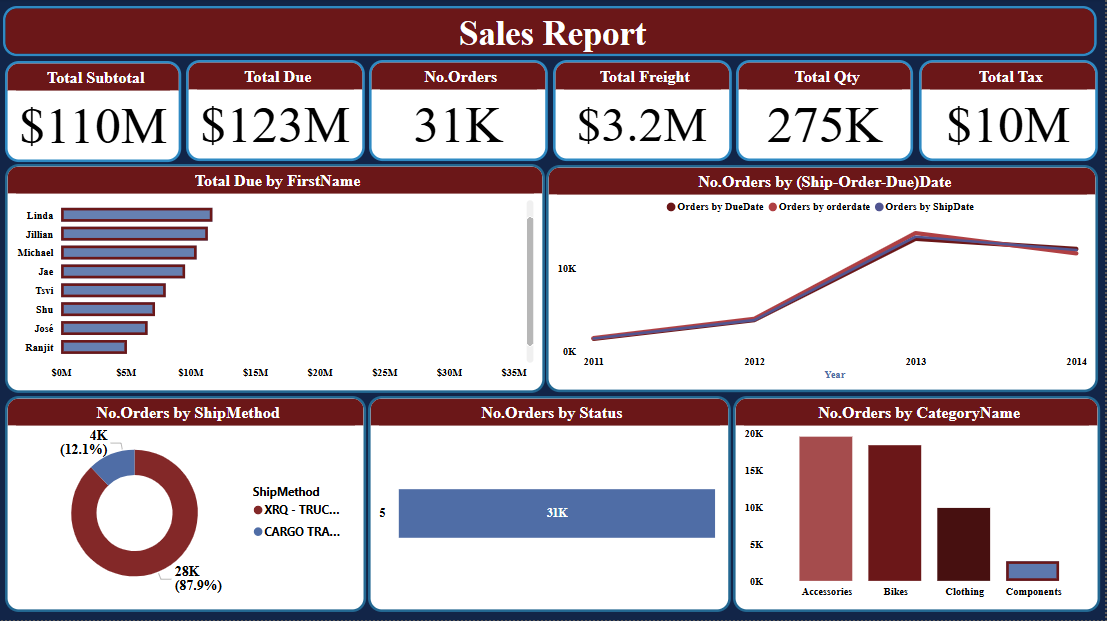 Sales Report
Total Subtotal
$110M
Total Due
$123M
No.Orders
31K
Total Freight
$3.2M
Total Qty
275K
Total Tax
$10M
Total Due by FirstName
Linda
Jillian
Michael
Jae
Tsvi
Shu
José
Ranjit
$0M $5M $10M $15M $20M $25M $30M $35M
No.Orders by (Ship-Order-Due)Date
Orders by DueDate Orders by orderdate Orders by ShipDate
10K
0K
2011 2012 2013 2014
Year
No.Orders by ShipMethod
4K
(12.1%)
28K
(87.9%)
ShipMethod
XRQ - TRUC...
CARGO TRA...
No.Orders by Status
5
31K
No.Orders by CategoryName
20K
15K
10K
5K
0K
Accessories Bikes Clothing Components